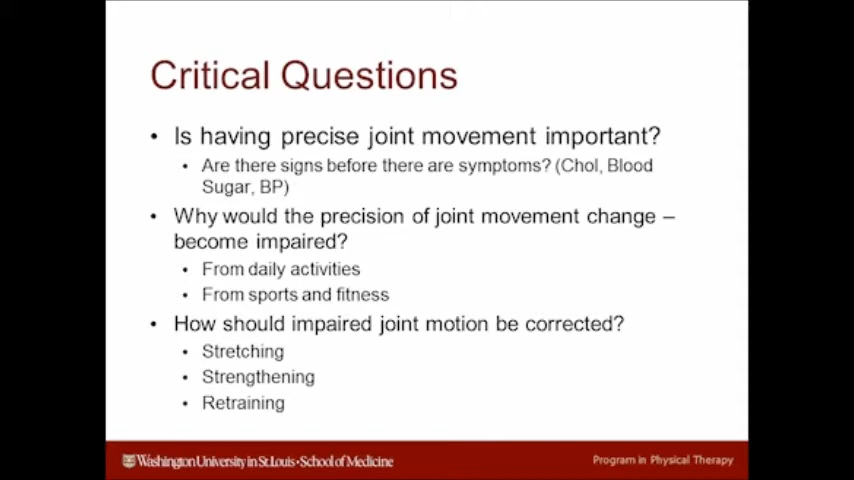 Critical Questions
• Is having precise joint movement important?
• Are there signs before there are symptoms? (Chol, Blood
Sugar, BP)
• Why would the precision of joint movement change –
become impaired?
• From daily activities
• From sports and fitness
• How should impaired joint motion be corrected?
• Stretching
• Strengthening
• Retraining
Washington University in St. Louis • School of Medicine
Program in Physical Therapy